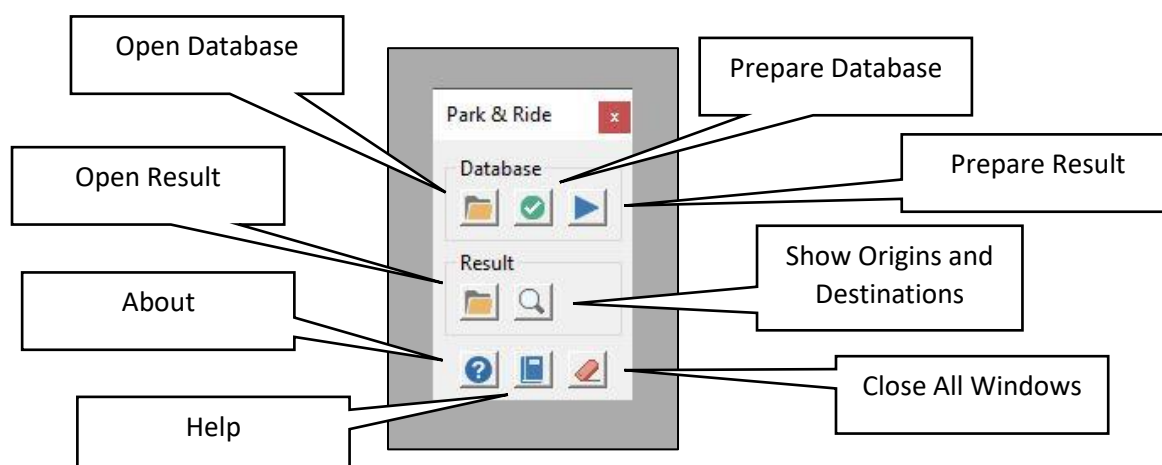 Open Database
Prepare Database
Park & Ride
x
Database
Prepare Result
Open Result
Result
Show Origins and
Destinations
About
?
Close All Windows
Help